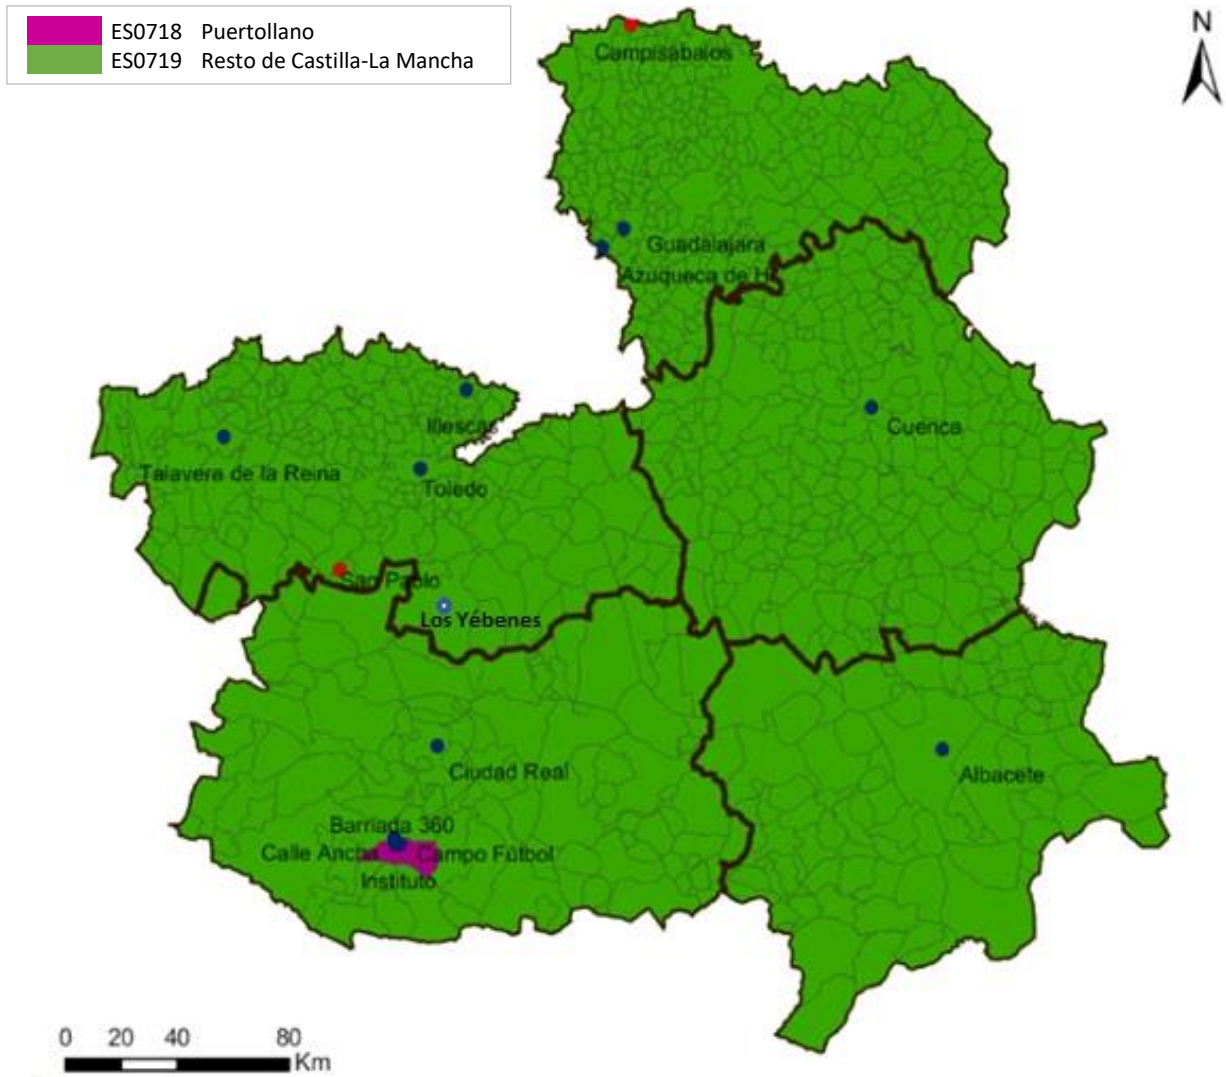 ES0718 Puertollano
ES0719 Resto de Castilla-La Mancha
N
Campisabalos
Guadalajara
Azuqueca de H
Illescas
Cuenca
Talavera de la Reina
Toledo
San Pablo
Los Yébenes
Ciudad Real
Albacete
Barriada 360
Calle Ancha
Campo Fútbol
Instituto
0 20 40 80
Km